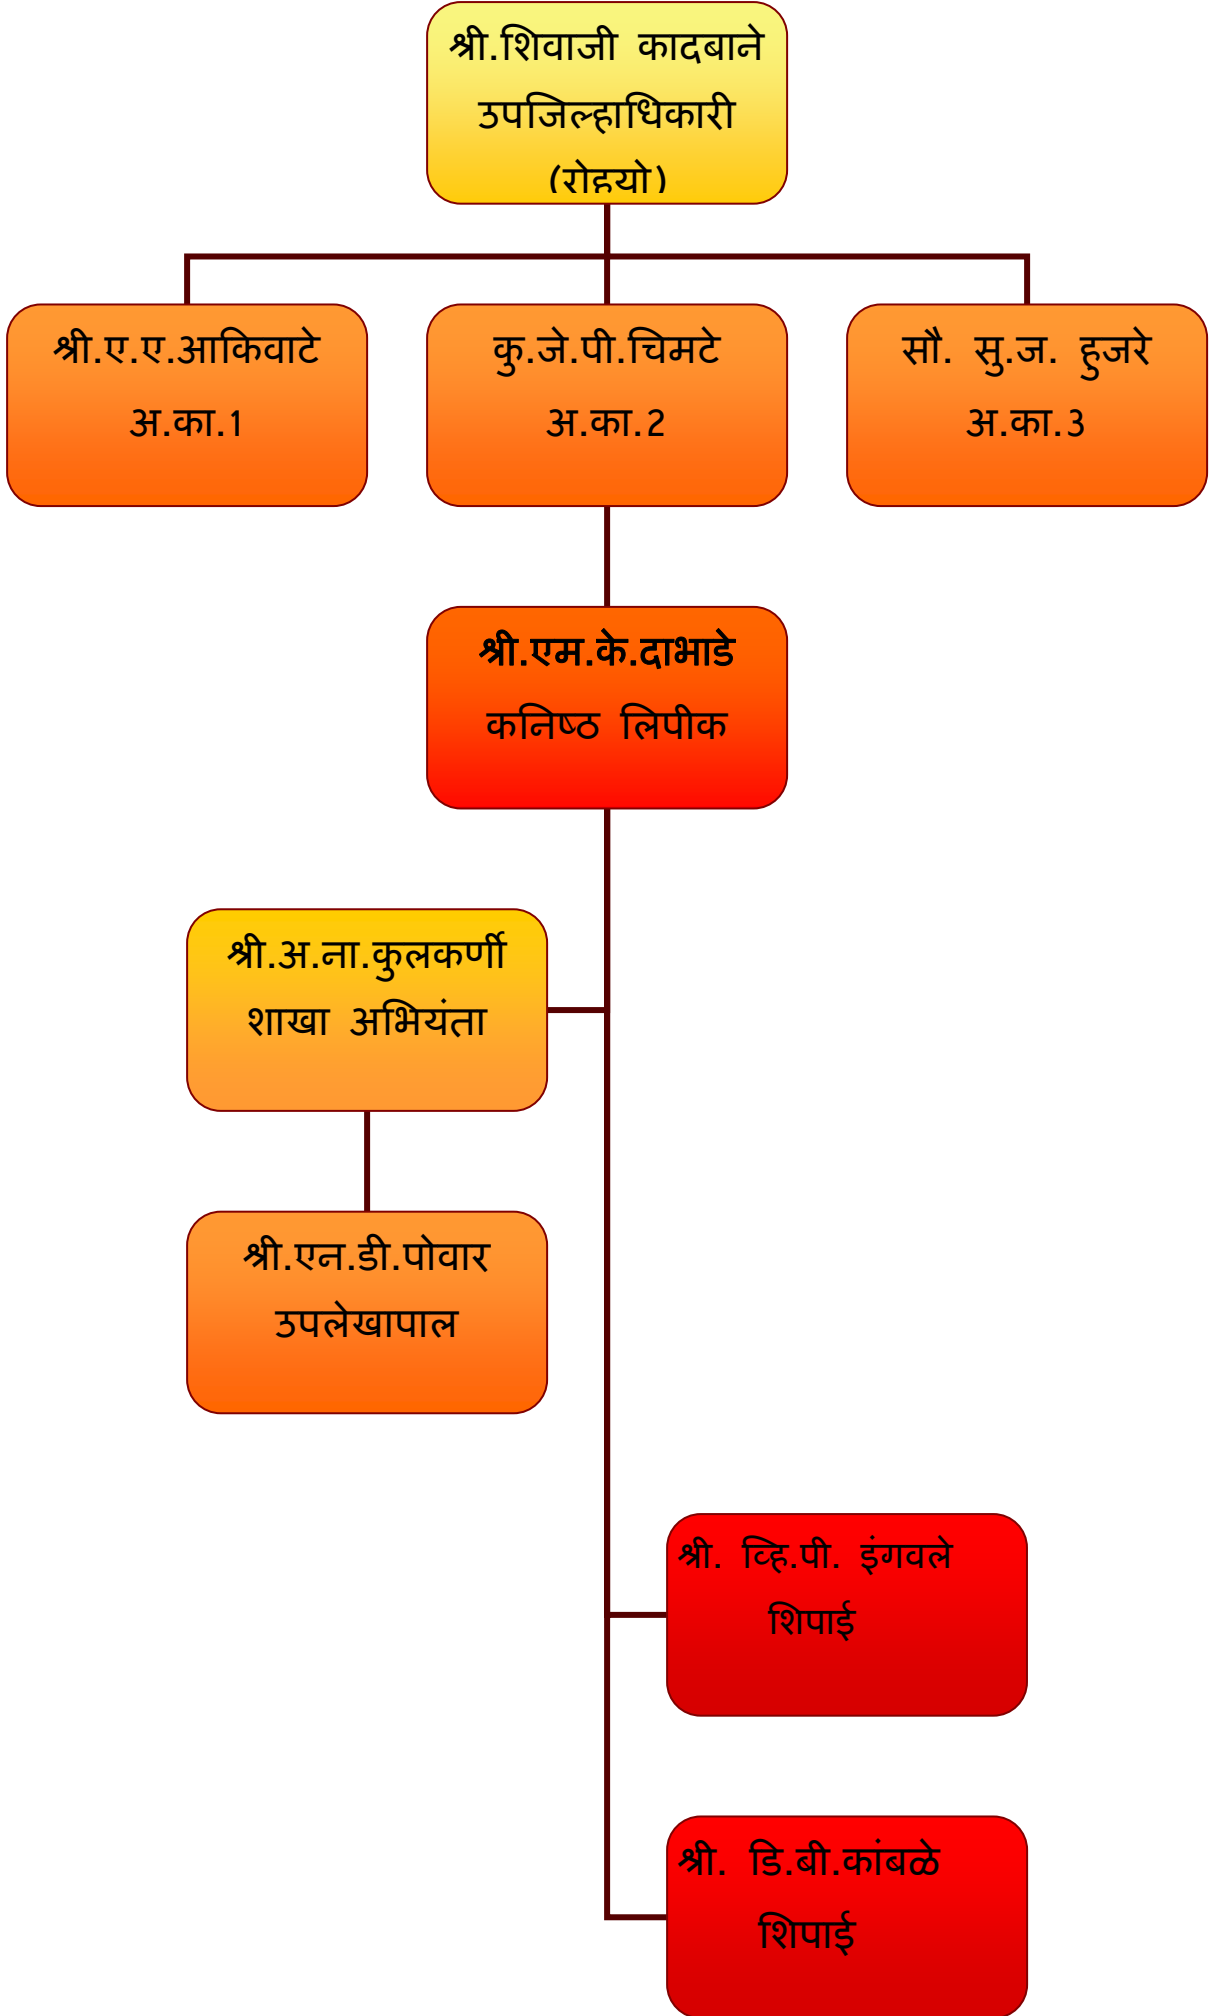 श्री.शिवाजी कादबाने
उपजिल्हाधिकारी
(रोहयो)
श्री.ए.ए.आकिवाटे
अ.का.1
कु.जे.पी.चिमटे
अ.का.2
सौ. सु.ज. हुजरे
अ.का.3
श्री.एम.के.दाभाडे
कनिष्ठ लिपीक
श्री.अ.ना.कुलकर्णी
शाखा अभियंता
श्री.एन.डी.पोवार
उपलेखापाल
श्री. व्हि.पी. इंगवले
शिपाई
श्री. डि.बी.कांबळे
शिपाई